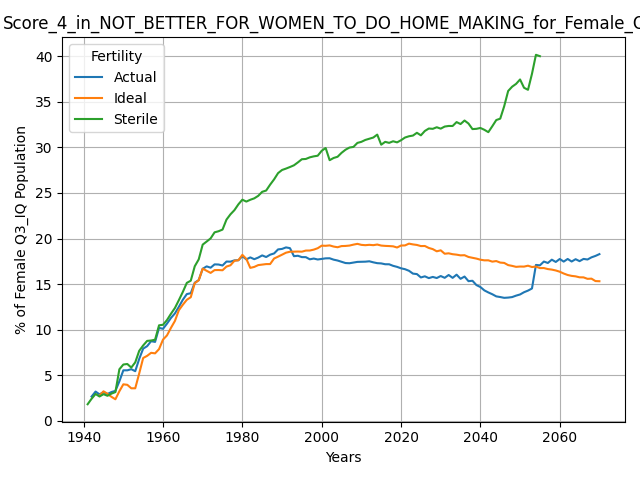 Score_4_in_NOT_BETTER_FOR_WOMEN_TO_DO_HOME_MAKING_for_Female_
Fertility
Actual
Ideal
Sterile
% of Female Q3_IQ Population
40
35
30
25
20
15
10
5
0
1940 1960 1980 2000 2020 2040 2060
Years